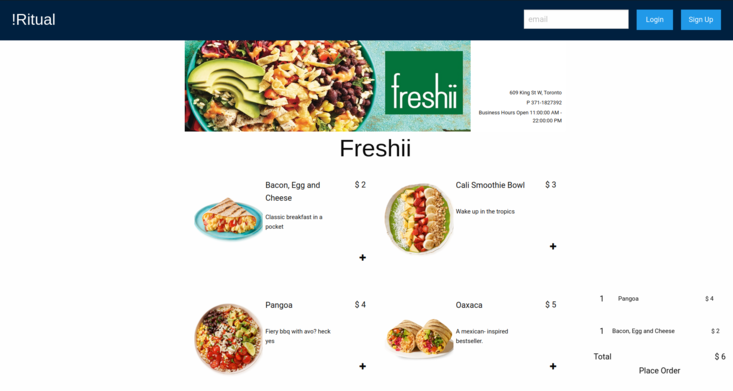 !Ritual
email
Login
Sign Up
freshii
609 King St W, Toronto
P 371-1827392
Business Hours Open 11:00:00 AM -
22:00:00 PM
Freshii
Bacon, Egg and
Cheese
$ 2
Classic breakfast in a
pocket
+
Cali Smoothie Bowl
$ 3
Wake up in the tropics
+
Pangoa
$ 4
Fiery bbq with avo? heck
yes
+
Oaxaca
$ 5
A mexican- inspired
bestseller.
+
1 Pangoa $ 4
1 Bacon, Egg and Cheese $ 2
Total $ 6
Place Order